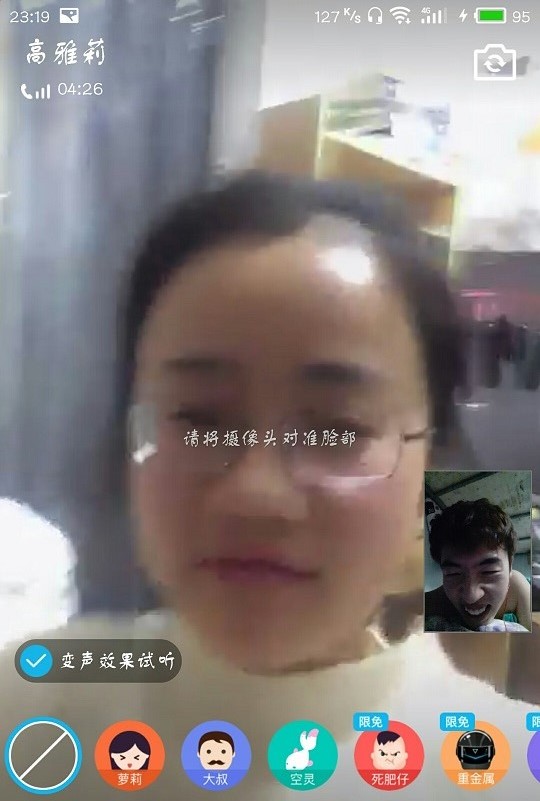 23:19
127 K/s 4G 95
高雅莉
04:26
请将摄像头对准脸部
变声效果试听
限免 限免 限
萝莉 大叔 空灵 死肥仔 重金属